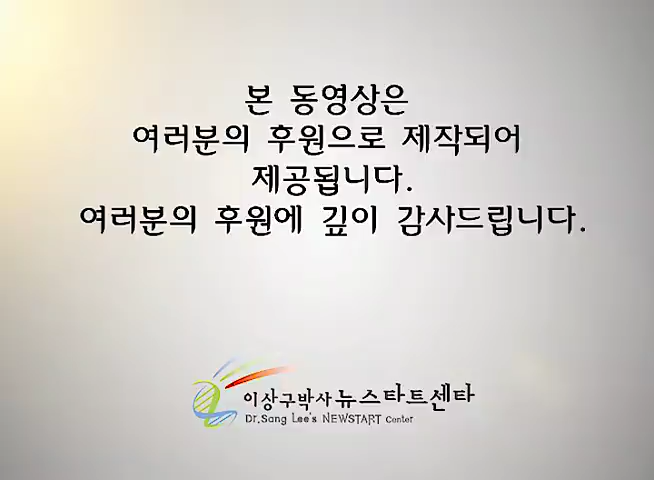 본 동영상은
여러분의 후원으로 제작되어
제공됩니다.
여러분의 후원에 깊이 감사드립니다.
이상구박사 뉴스타트센타
Dr.Sang Lee's NEWSTART Center